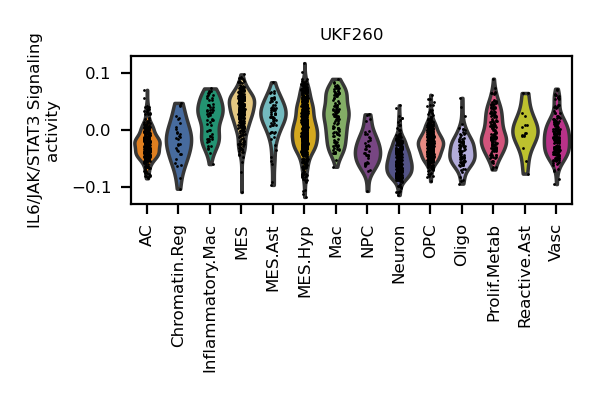 UKF260
IL6/JAK/STAT3 Signaling
activity
0.1
0.0
−0.1
AC
Chromatin.Reg
Inflammatory.Mac
MES
MES.Ast
MES.Hyp
Mac
NPC
Neuron
OPC
Oligo
Prolif.Metab
Reactive.Ast
Vasc